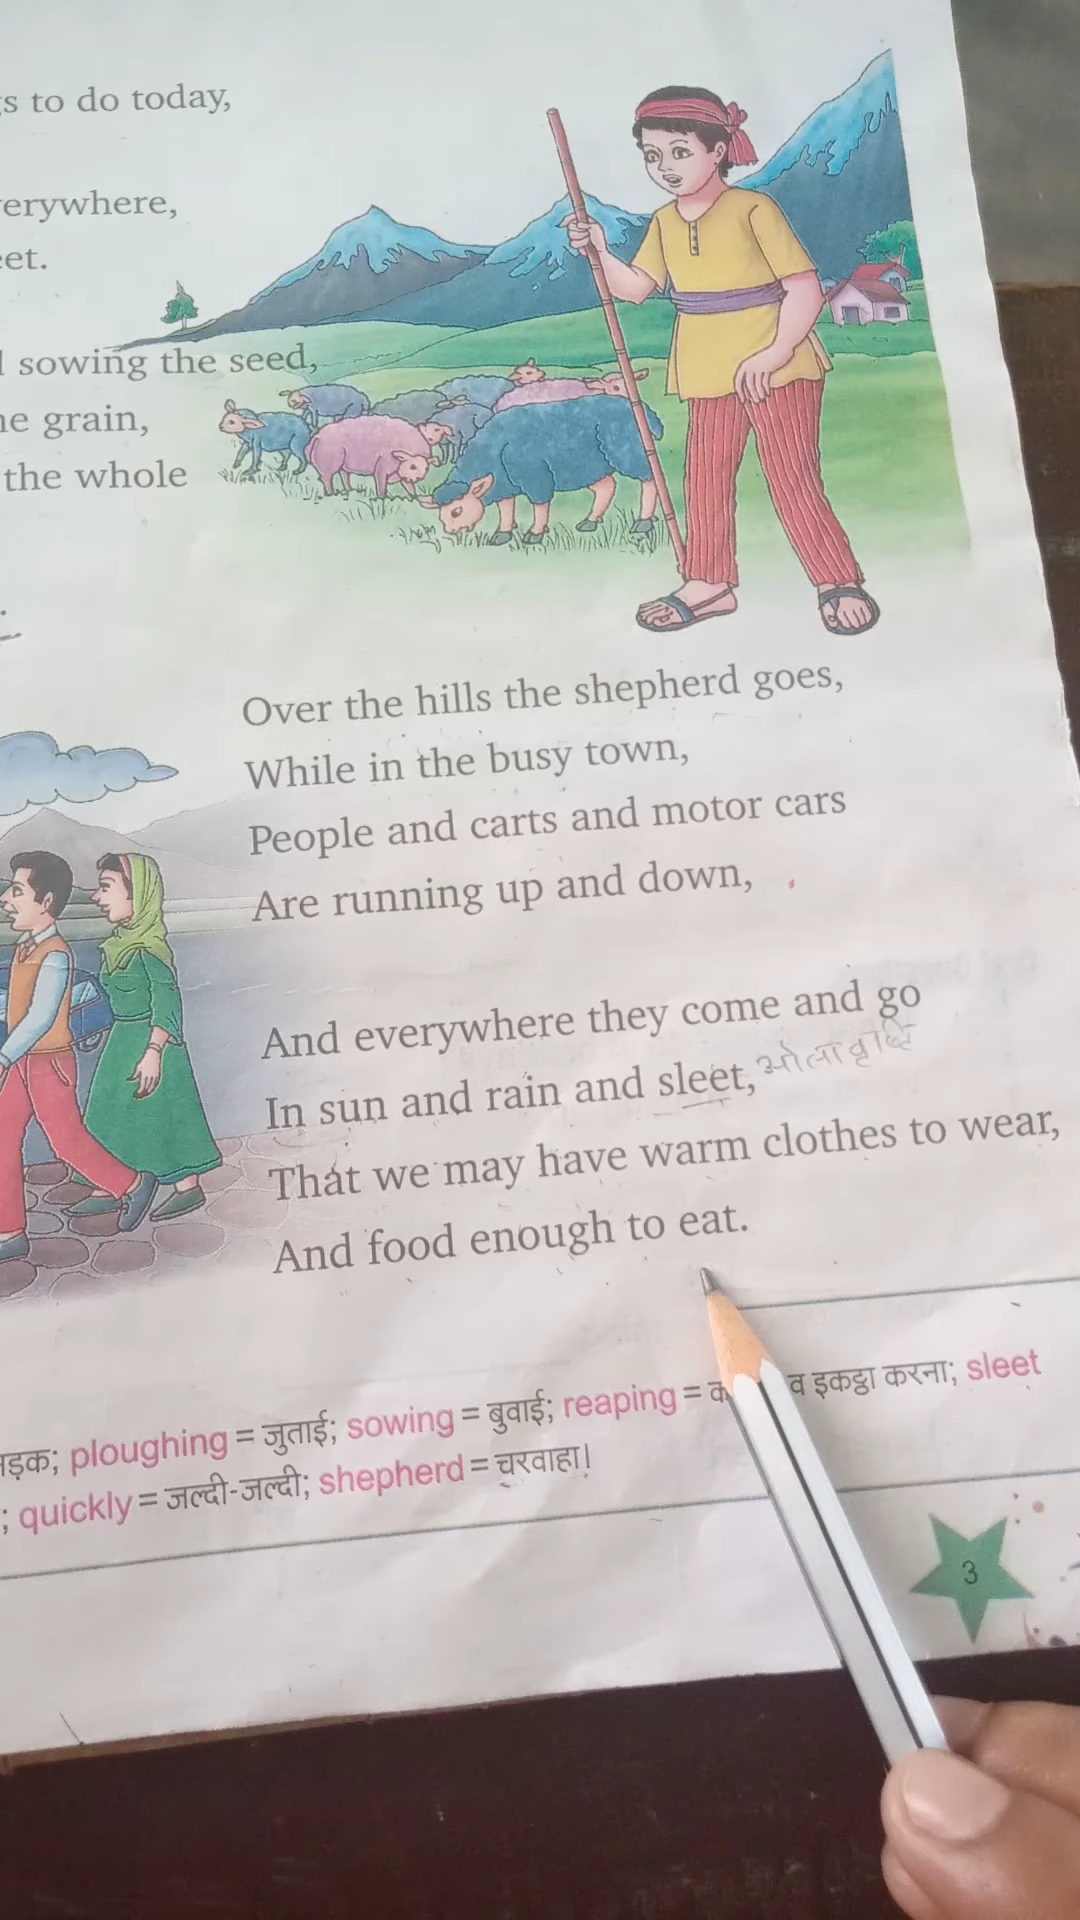 to do today,
sowing the seed,
grain,
the whole
Over the hills the shepherd goes,
While in the busy town,
People and carts and motor cars
Are running up and down,
And everywhere they come and go
In sun and rain and sleet, ओलावृष्टि
That we may have warm clothes to wear,
And food enough to eat.
ploughing = जुताई; sowing = बुवाई; reaping = व इकट्ठा करना; sleet
; quickly = जल्दी-जल्दी; shepherd = चरवाहा।
3